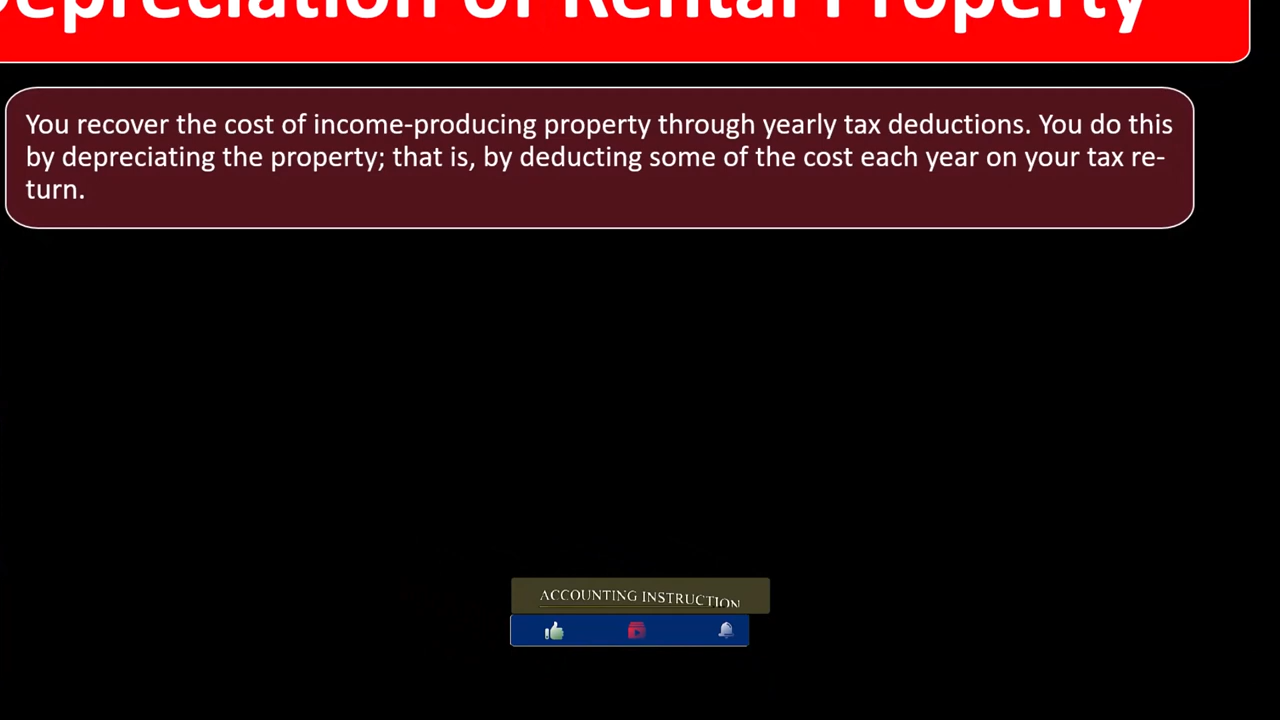 Depreciation of Rental Property
You recover the cost of income-producing property through yearly tax deductions. You do this
by depreciating the property; that is, by deducting some of the cost each year on your tax re-
turn.
ACCOUNTING INSTRUCTION